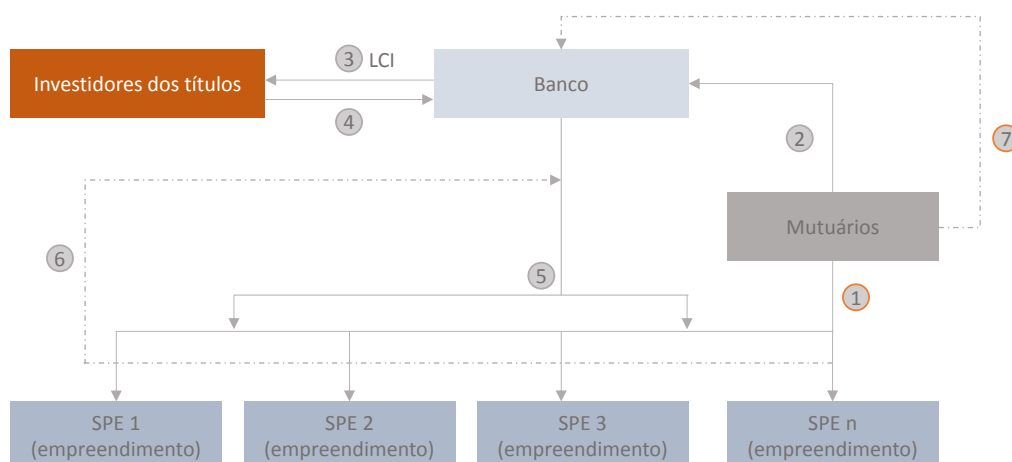 3 LCI
Investidores dos títulos
Banco
4
2
7
Mutuários
6
5
1
SPE 1
(empreendimento)
SPE 2
(empreendimento)
SPE 3
(empreendimento)
SPE n
(empreendimento)